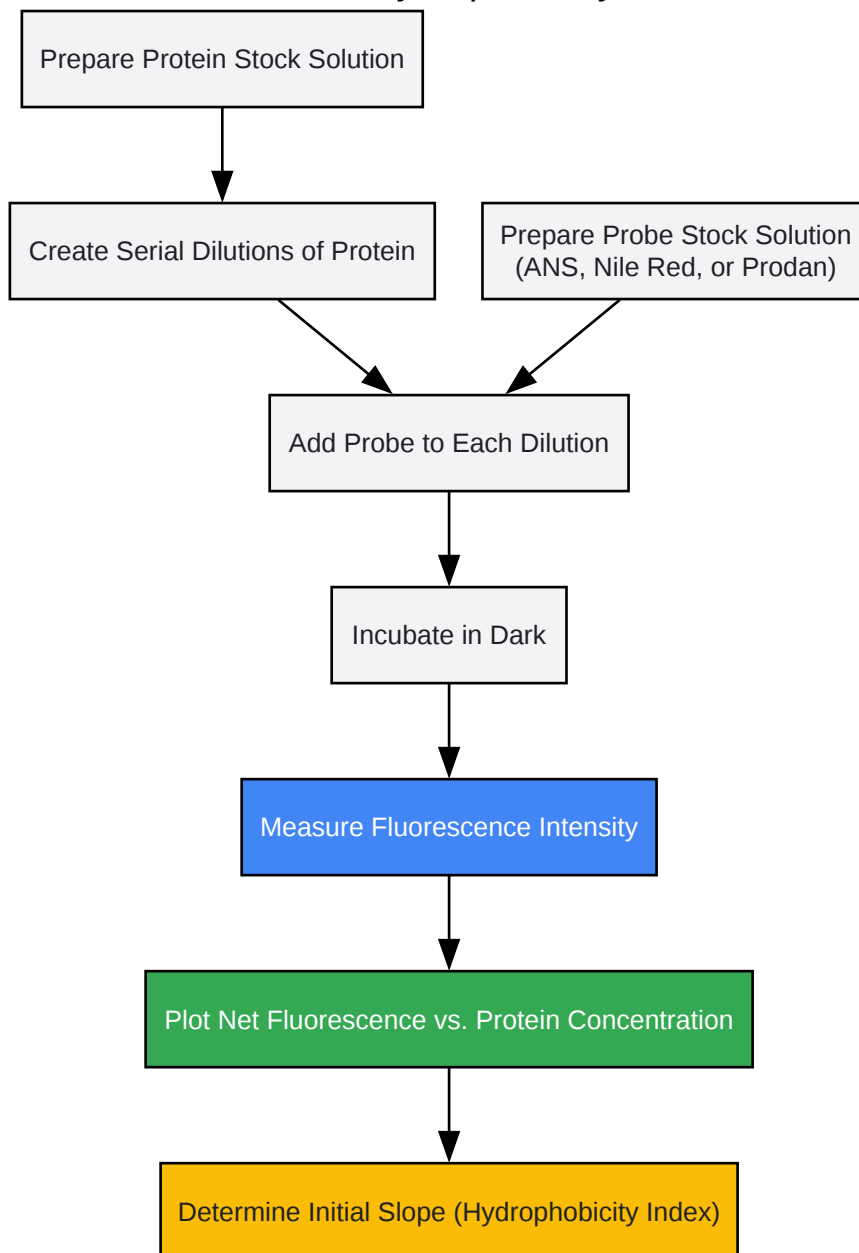 Prepare Protein Stock Solution
Create Serial Dilutions of Protein
Prepare Probe Stock Solution
(ANS, Nile Red, or Prodan)
Add Probe to Each Dilution
Incubate in Dark
Measure Fluorescence Intensity
Plot Net Fluorescence vs. Protein Concentration
Determine Initial Slope (Hydrophobicity Index)